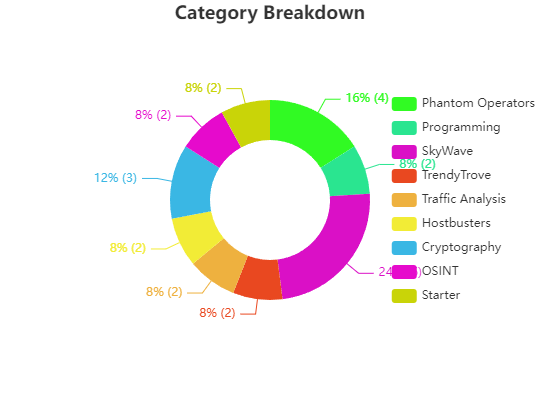 Category Breakdown
8% (2)
16% (4)
Phantom Operators
8% (2)
Programming
SkyWave
8% (2)
TrendyTrove
12% (3)
Traffic Analysis
Hostbusters
8% (2)
Cryptography
OSINT
8% (2)
Starter
8% (2)